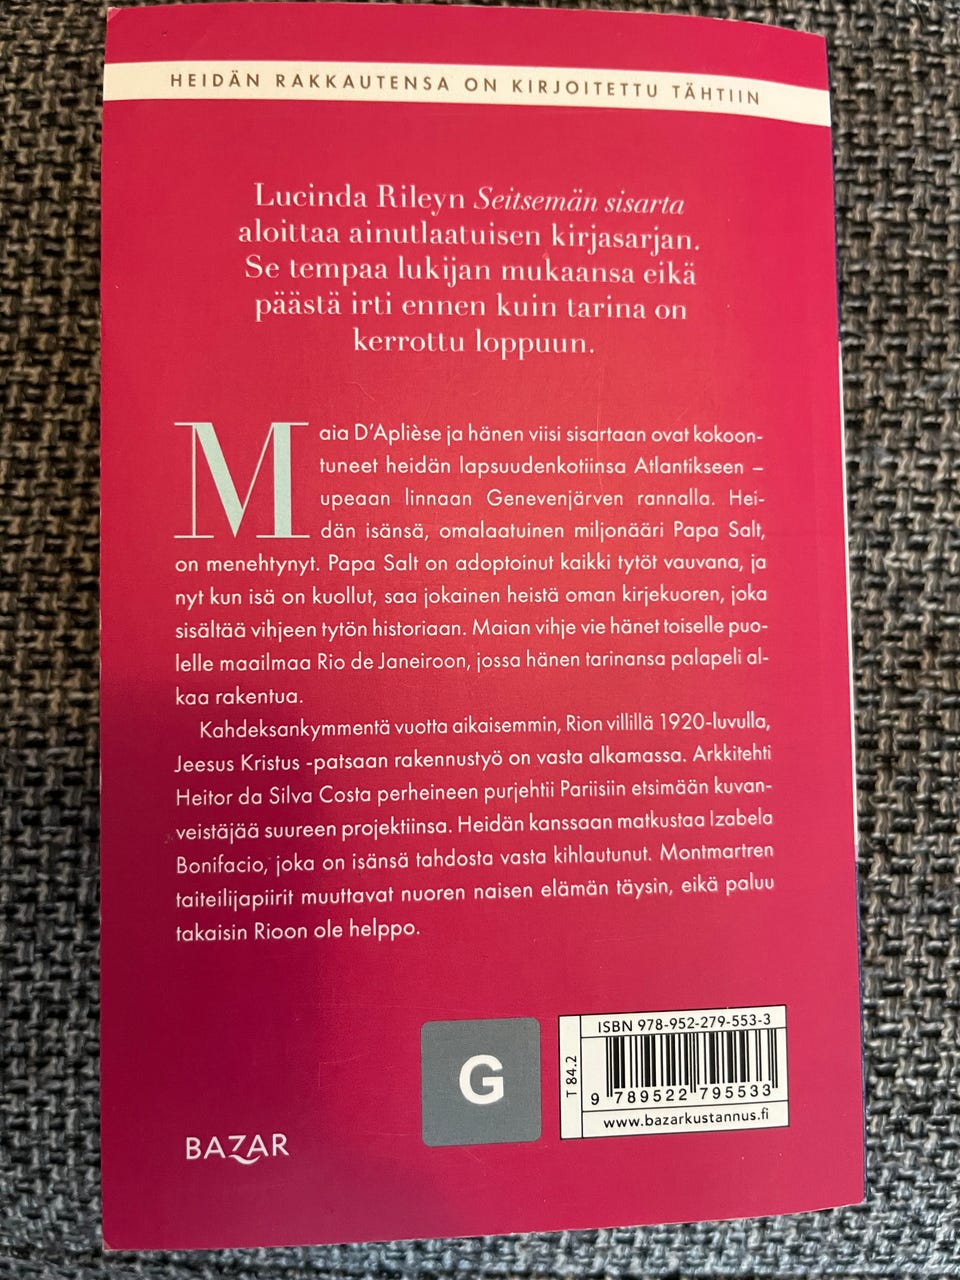 HEIDÄN RAKKAUTENSA ON KIRJOITETTU TÄHTIIN
Lucinda Rileyn Seitsemän sisarta
aloittaa ainutlaatuisen kirjasarjan.
Se tempaa lukijan mukaansa eikä
päästä irti ennen kuin tarina on
kerrottu loppuun.
Maia D'Aplièse ja hänen viisi sisartaan ovat kokoon-
tuneet heidän lapsuudenkotiinsa Atlantikseen –
upeaan linnaan Genevenjärven rannalla. Hei-
dän isänsä, omalaatuinen miljonääri Papa Salt,
on menehtynyt. Papa Salt on adoptoinut kaikki tytöt vauvana, ja
nyt kun isä on kuollut, saa jokainen heistä oman kirjekuoren, joka
sisältää vihjeen tytön historiaan. Maian vihje vie hänet toiselle puo-
lelle maailmaa Rio de Janeiroon, jossa hänen tarinansa palapeli al-
kaa rakentua.
Kahdeksankymmentä vuotta aikaisemmin, Rion villillä 1920-luvulla,
Jeesus Kristus -patsaan rakennustyö on vasta alkamassa. Arkkitehti
Heitor da Silva Costa perheineen purjehtii Pariisiin etsimään kuvan-
veistäjää suureen projektiinsa. Heidän kanssaan matkustaa Izabela
Bonifacio, joka on isänsä tahdosta vasta kihlautunut. Montmartren
taiteilijapiirit muuttavat nuoren naisen elämän täysin, eikä paluu
takaisin Rioon ole helppo.
BAZAR
G
T 84.2
ISBN 978-952-279-553-3
9 789522 795533
www.bazarkustannus.fi